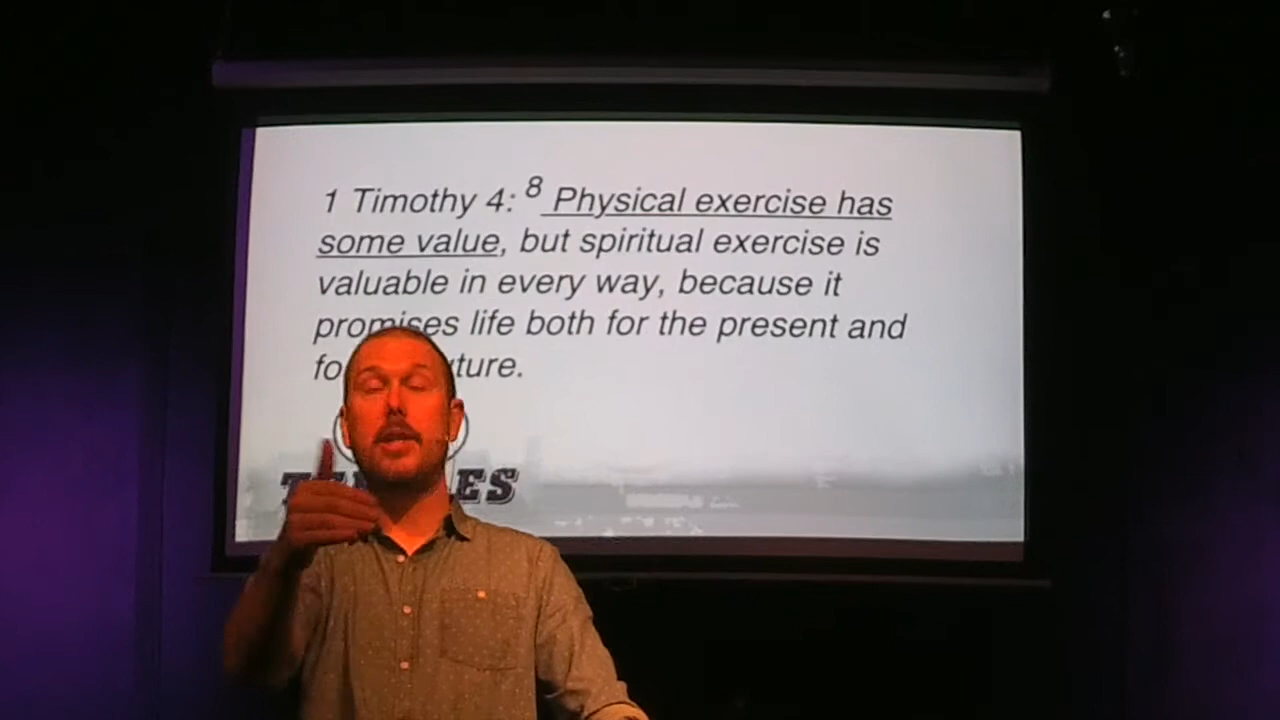 1 Timothy 4: 8 Physical exercise has
some value, but spiritual exercise is
valuable in every way, because it
promises life both for the present and